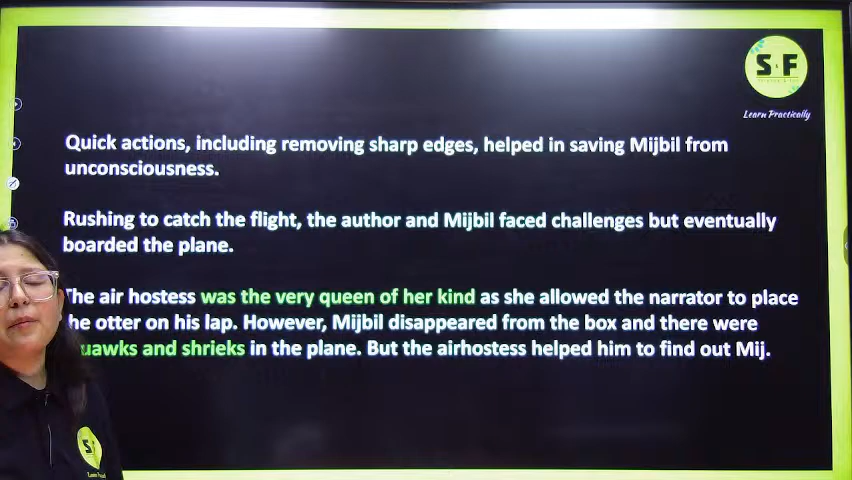 S F
Learn Practically
Quick actions, including removing sharp edges, helped in saving Mijbil from
unconsciousness.
Rushing to catch the flight, the author and Mijbil faced challenges but eventually
boarded the plane.
The air hostess was the very queen of her kind as she allowed the narrator to place
he otter on his lap. However, Mijbil disappeared from the box and there were
uawks and shrieks in the plane. But the airhostess helped him to find out Mij.
S